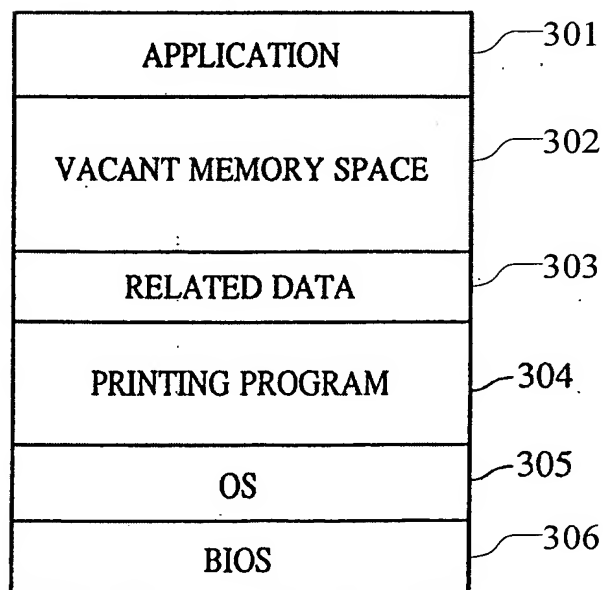 APPLICATION 301
VACANT MEMORY SPACE 302
RELATED DATA 303
PRINTING PROGRAM 304
OS 305
BIOS 306